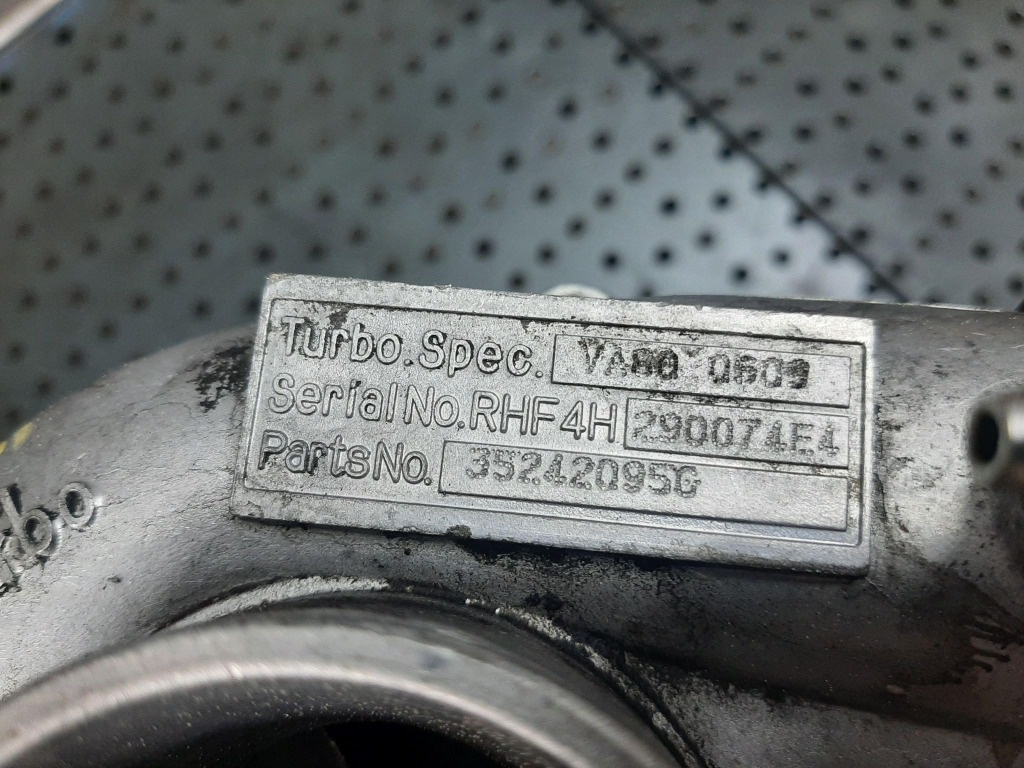 Turbo.Spec. VA80 0609
Serial No. RHF4H 290074E4
Parts No. 35242095G